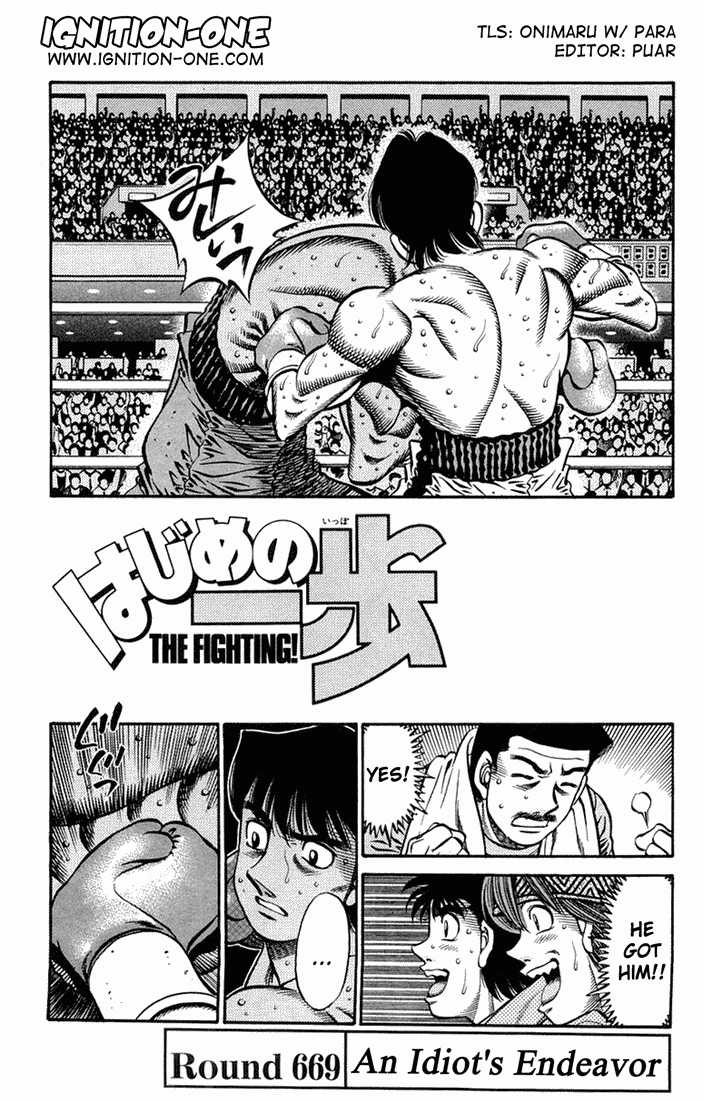 IGNITION-ONE
WWW.IGNITION-ONE.COM
TLS: ONIMARU W/ PARA
EDITOR: PUAR
みしいっ
いっぽ
はじめの一歩
THE FIGHTING!
YES!
ぐぐっ
...
HE
GOT
HIM!!
Round 669
An Idiot's Endeavor